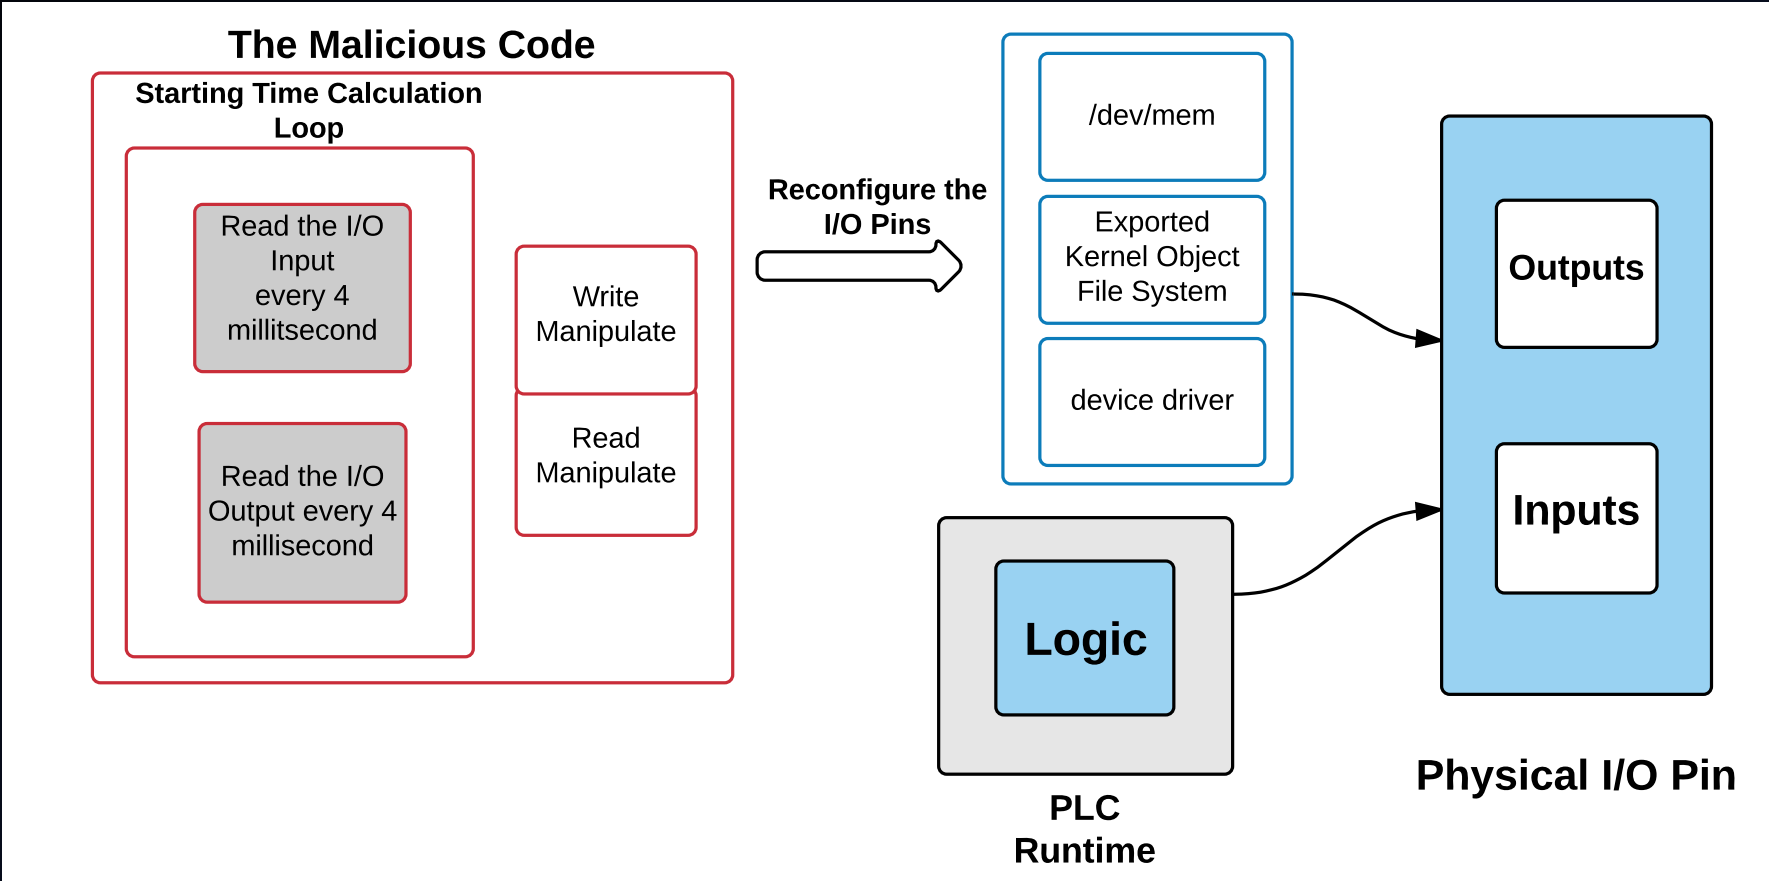 The Malicious Code
Starting Time Calculation
Loop
Read the I/O
Input
every 4
millitsecond
Read the I/O
Output every 4
millisecond
Write
Manipulate
Read
Manipulate
Reconfigure the
I/O Pins
/dev/mem
Exported
Kernel Object
File System
device driver
Logic
PLC
Runtime
Outputs
Inputs
Physical I/O Pin